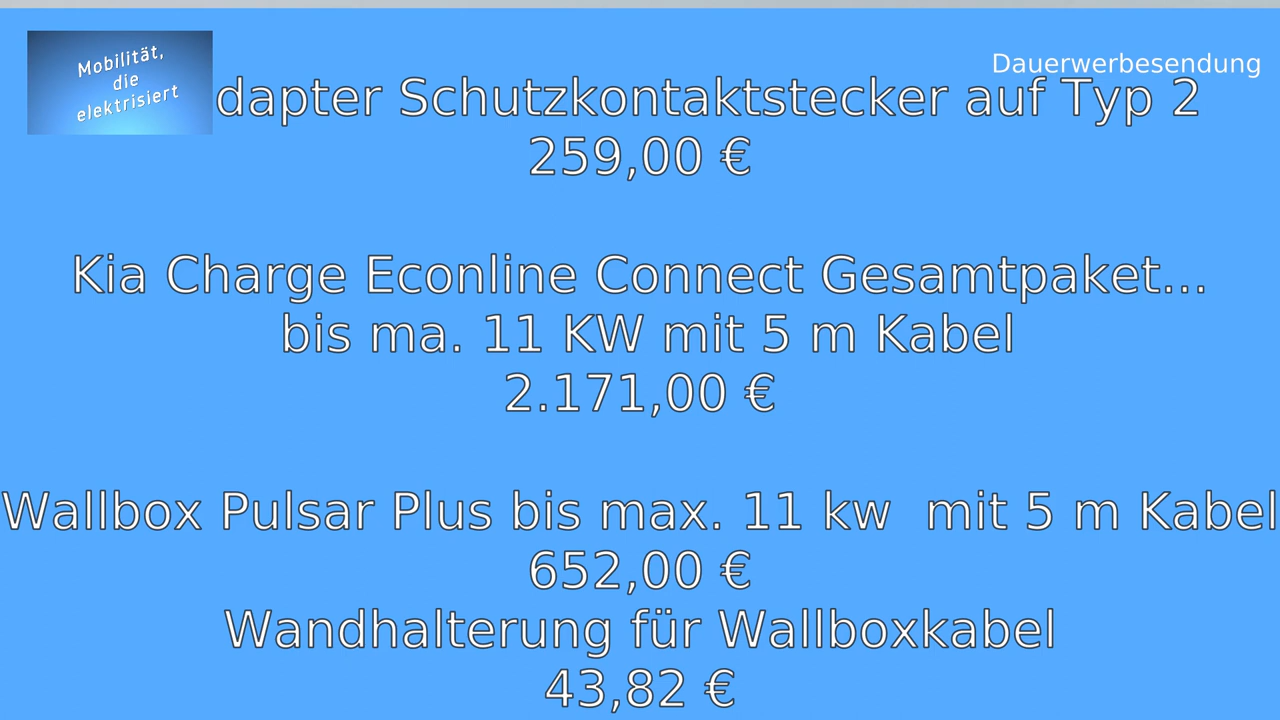 Mobilität,
die
elektrisiert
Dauerwerbesendung
dapter Schutzkontaktstecker auf Typ 2
259,00 €
Kia Charge Econline Connect Gesamtpaket...
bis ma. 11 KW mit 5 m Kabel
2.171,00 €
Wallbox Pulsar Plus bis max. 11 kw  mit 5 m Kabel
652,00 €
Wandhalterung für Wallboxkabel
43,82 €